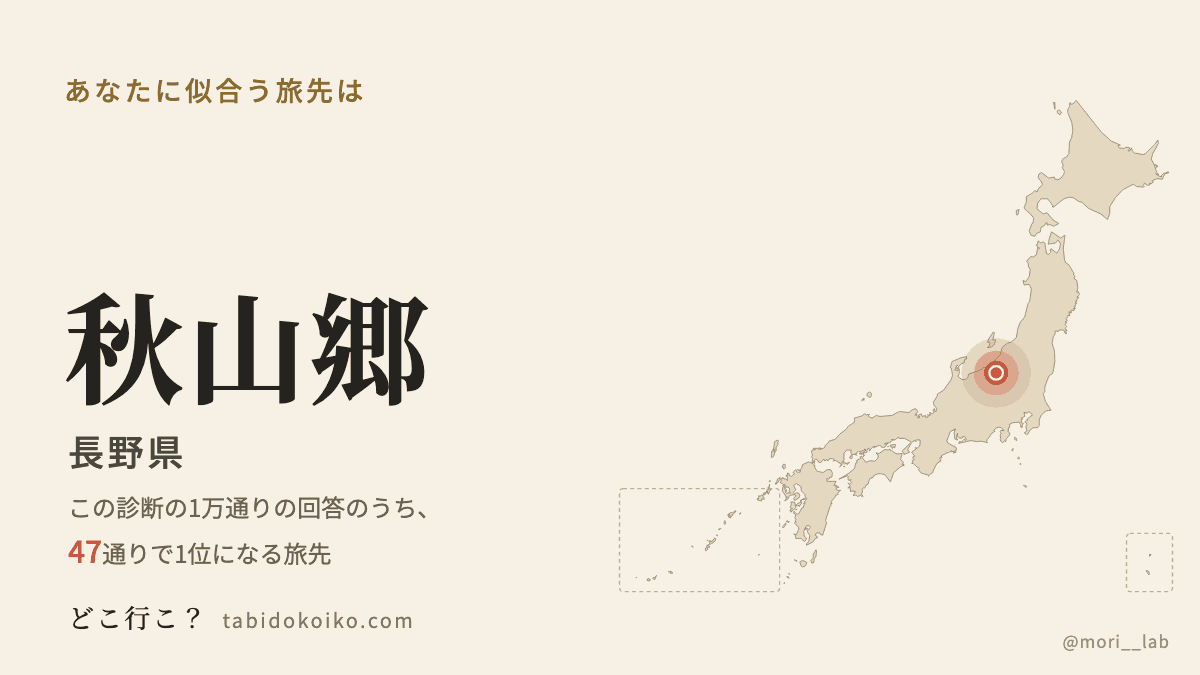 あなたに似合う旅先は
秋山郷
長野県
この診断の1万通りの回答のうち、
47通りで1位になる旅先
どこ行こ？ tabidokoiko.com
@mori__lab